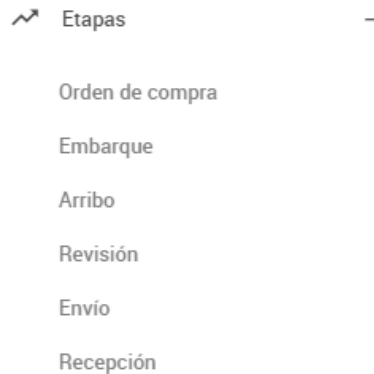 Etapas
Orden de compra
Embarque
Arribo
Revisión
Envío
Recepción